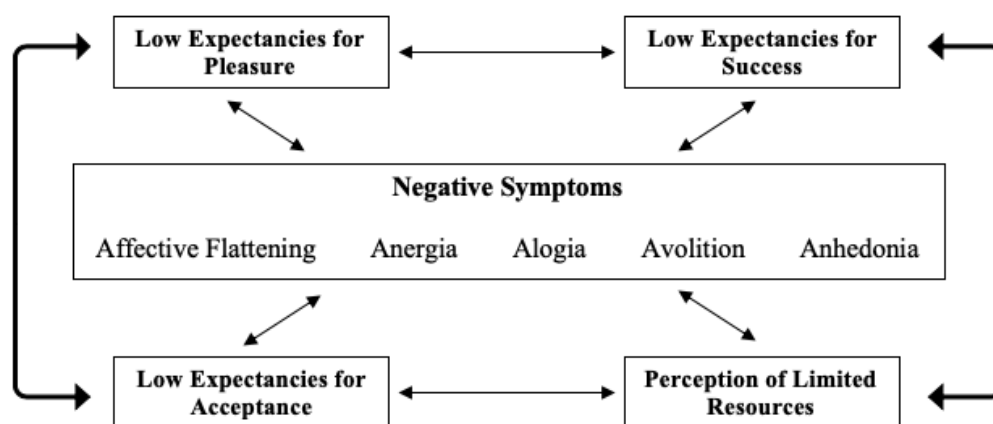 Low Expectancies for
Pleasure
Low Expectancies for
Success
Negative Symptoms
Affective Flattening Anergia Alogia Avolition Anhedonia
Low Expectancies for
Acceptance
Perception of Limited
Resources